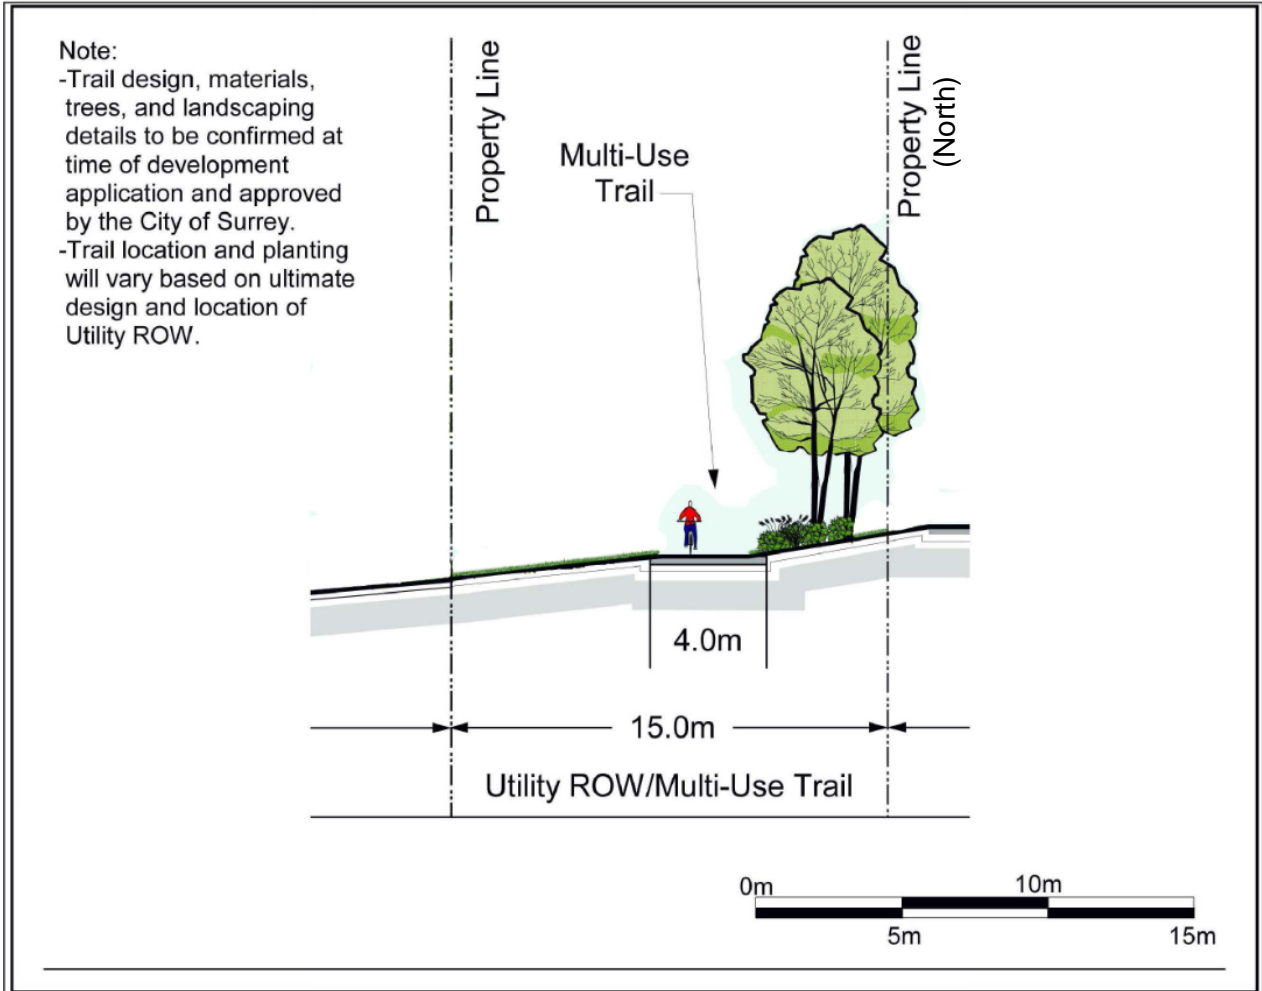 Note:
-Trail design, materials,
trees, and landscaping
details to be confirmed at
time of development
application and approved
by the City of Surrey.
-Trail location and planting
will vary based on ultimate
design and location of
Utility ROW.
Property Line
Multi-Use
Trail
Property Line
(North)
4.0m
15.0m
Utility ROW/Multi-Use Trail
0m
10m
5m
15m